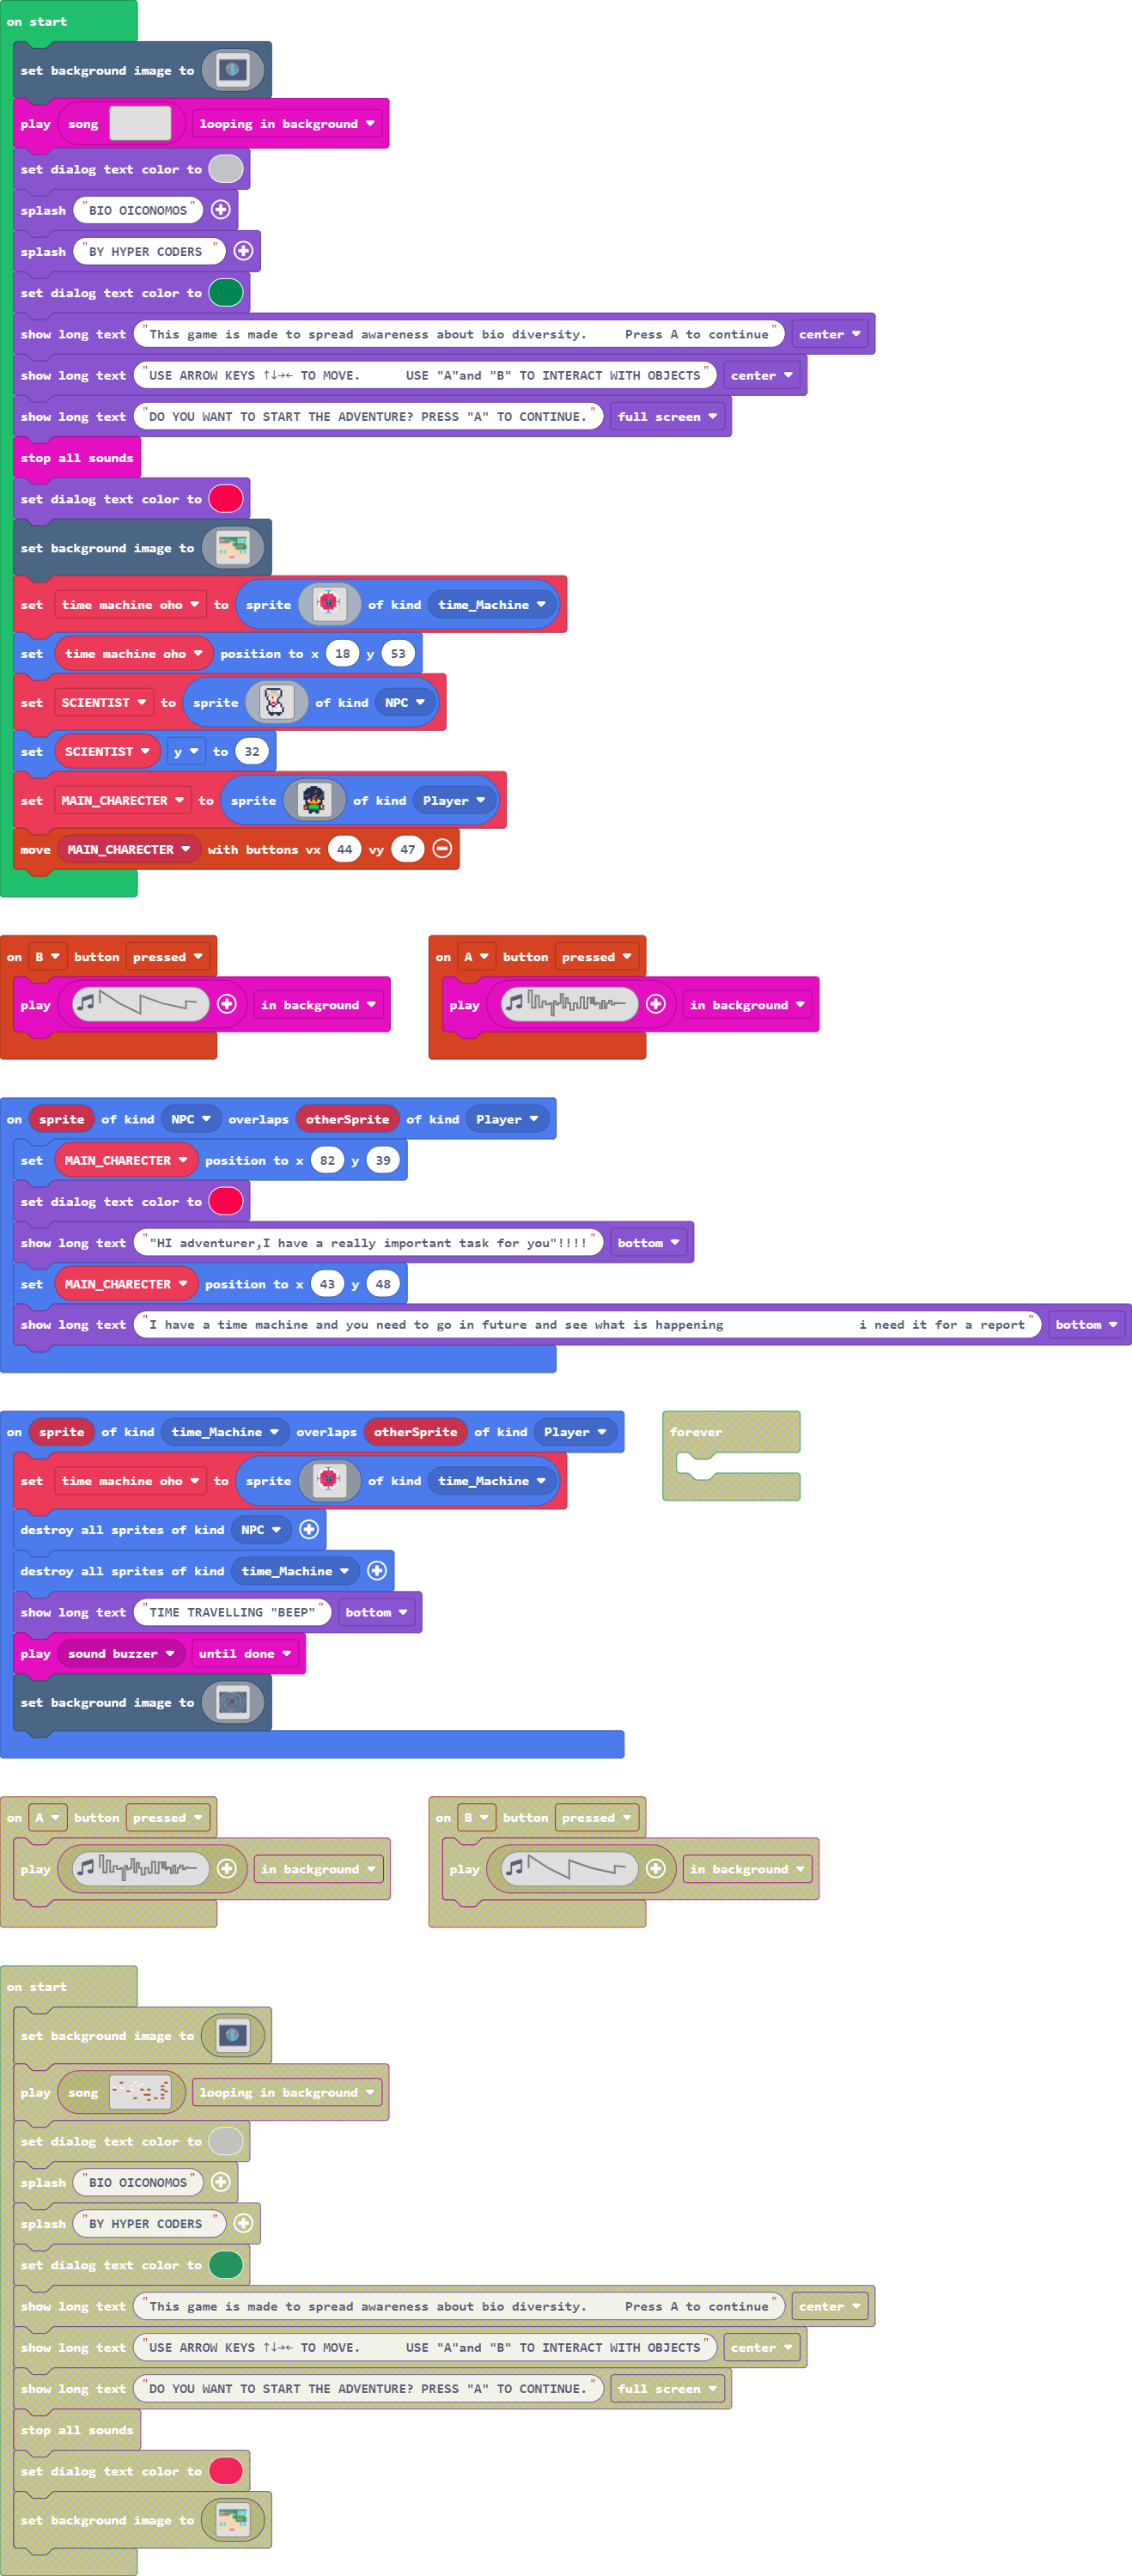 on start
set background image to
play song looping in background
set dialog text color to
splash "BIO OICONOMOS"
splash "BY HYPER CODERS "
set dialog text color to
show long text "This game is made to spread awareness about bio diversity.     Press A to continue" center
show long text "USE ARROW KEYS ↑↓→← TO MOVE.      USE "A"and "B" TO INTERACT WITH OBJECTS" center
show long text "DO YOU WANT TO START THE ADVENTURE? PRESS "A" TO CONTINUE." full screen
stop all sounds
set dialog text color to
set background image to
set time machine oho to sprite of kind time_Machine
set time machine oho position to x 18 y 53
set SCIENTIST to sprite of kind NPC
set SCIENTIST y to 32
set MAIN_CHARECTER to sprite of kind Player
move MAIN_CHARECTER with buttons vx 44 vy 47
on B button pressed
play in background
on A button pressed
play in background
on sprite of kind NPC overlaps otherSprite of kind Player
set MAIN_CHARECTER position to x 82 y 39
set dialog text color to
show long text ""HI adventurer,I have a really important task for you"!!!!" bottom
set MAIN_CHARECTER position to x 43 y 48
show long text "I have a time machine and you need to go in future and see what is happening                  i need it for a report" bottom
on sprite of kind time_Machine overlaps otherSprite of kind Player
set time machine oho to sprite of kind time_Machine
destroy all sprites of kind NPC
destroy all sprites of kind time_Machine
show long text "TIME TRAVELLING "BEEP"" bottom
play sound buzzer until done
set background image to
forever
on A button pressed
play in background
on B button pressed
play in background
on start
set background image to
play song looping in background
set dialog text color to
splash "BIO OICONOMOS"
splash "BY HYPER CODERS "
set dialog text color to
show long text "This game is made to spread awareness about bio diversity.     Press A to continue" center
show long text "USE ARROW KEYS ↑↓→← TO MOVE.      USE "A"and "B" TO INTERACT WITH OBJECTS" center
show long text "DO YOU WANT TO START THE ADVENTURE? PRESS "A" TO CONTINUE." full screen
stop all sounds
set dialog text color to
set background image to